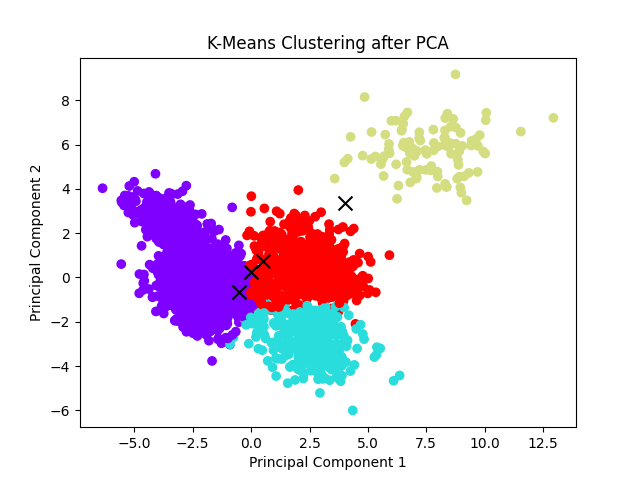 K-Means Clustering after PCA
Principal Component 2
8
6
4
2
0
−2
−4
−6
−5.0 −2.5 0.0 2.5 5.0 7.5 10.0 12.5
Principal Component 1